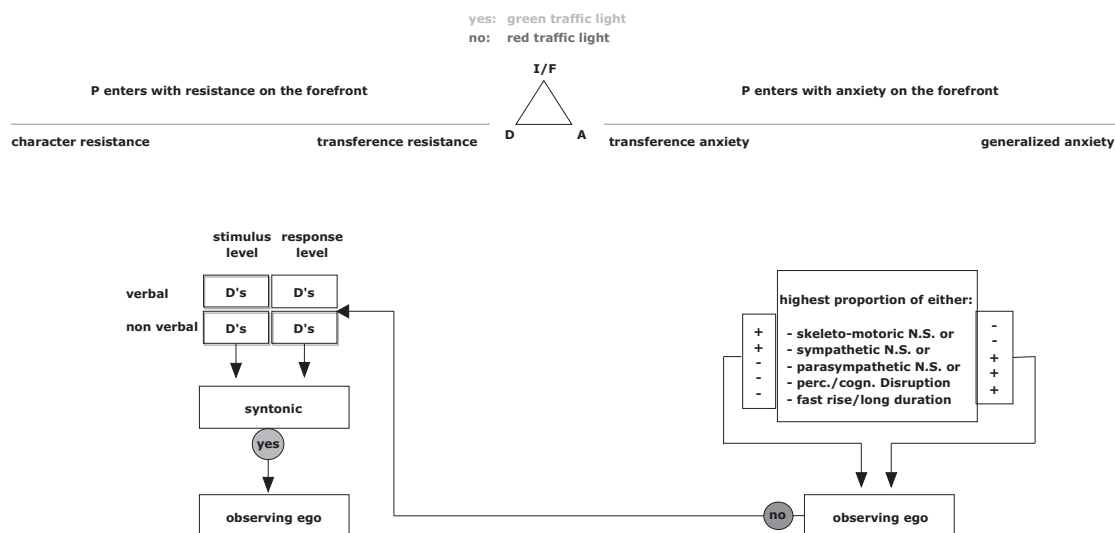 yes: green traffic light
no: red traffic light
I/F
P enters with resistance on the forefront
P enters with anxiety on the forefront
D
A
character resistance
transference resistance
transference anxiety
generalized anxiety
stimulus level
response level
verbal
D's
D's
non verbal
D's
D's
highest proportion of either:
+
- skeleto-motoric N.S. or
-
+
- sympathetic N.S. or
-
-
- parasympathetic N.S. or
+
-
- perc./cogn. Disruption
+
-
- fast rise/long duration
+
syntonic
yes
observing ego
no
observing ego